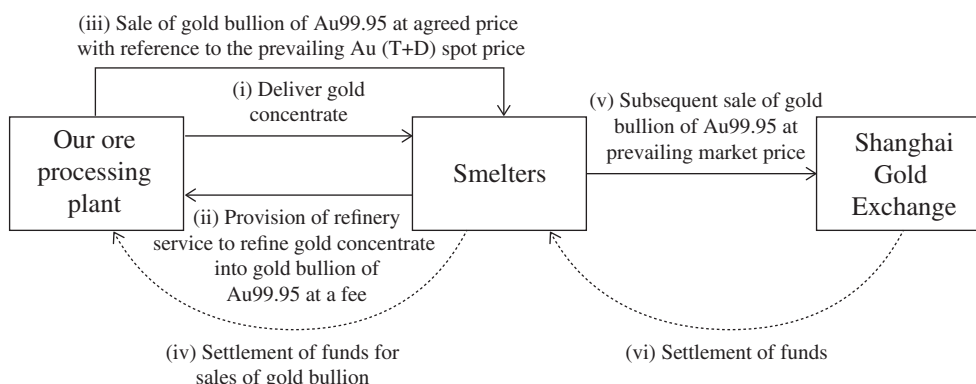 (iii) Sale of gold bullion of Au99.95 at agreed price
with reference to the prevailing Au (T+D) spot price
(i) Deliver gold
concentrate
(v) Subsequent sale of gold
bullion of Au99.95 at
prevailing market price
Our ore
processing
plant
Smelters
Shanghai
Gold
Exchange
(ii) Provision of refinery
service to refine gold concentrate
into gold bullion of
Au99.95 at a fee
(iv) Settlement of funds for
sales of gold bullion
(vi) Settlement of funds